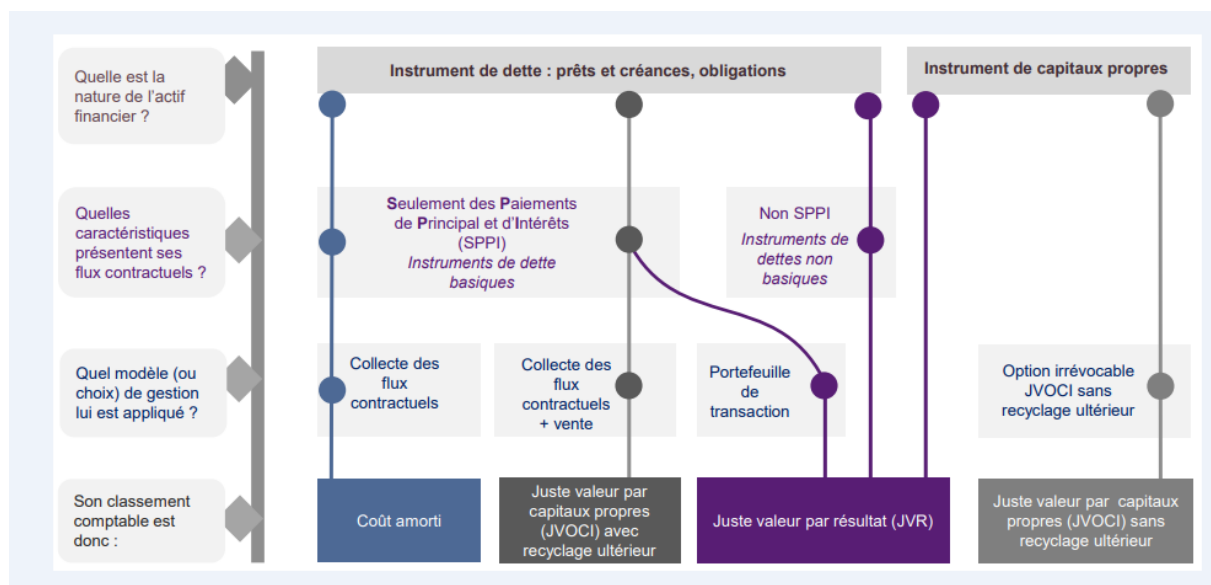 Quelle est la
nature de l'actif
financier ?
Instrument de dette : prêts et créances, obligations
Instrument de capitaux propres
Quelles
caractéristiques
présentent ses
flux contractuels ?
Seulement des Paiements
de Principal et d'Intérêts
(SPPI)
Instruments de dette
basiques
Non SPPI
Instruments de
dettes non
basiques
Quel modèle (ou
choix) de gestion
lui est appliqué ?
Collecte des
flux
contractuels
Collecte des
flux
contractuels
+ vente
Portefeuille
de
transaction
Option irrévocable
JVOCI sans
recyclage ultérieur
Son classement
comptable est
donc :
Coût amorti
Juste valeur par
capitaux propres
(JVOCI) avec
recyclage ultérieur
Juste valeur par résultat (JVR)
Juste valeur par capitaux
propres (JVOCI) sans
recyclage ultérieur